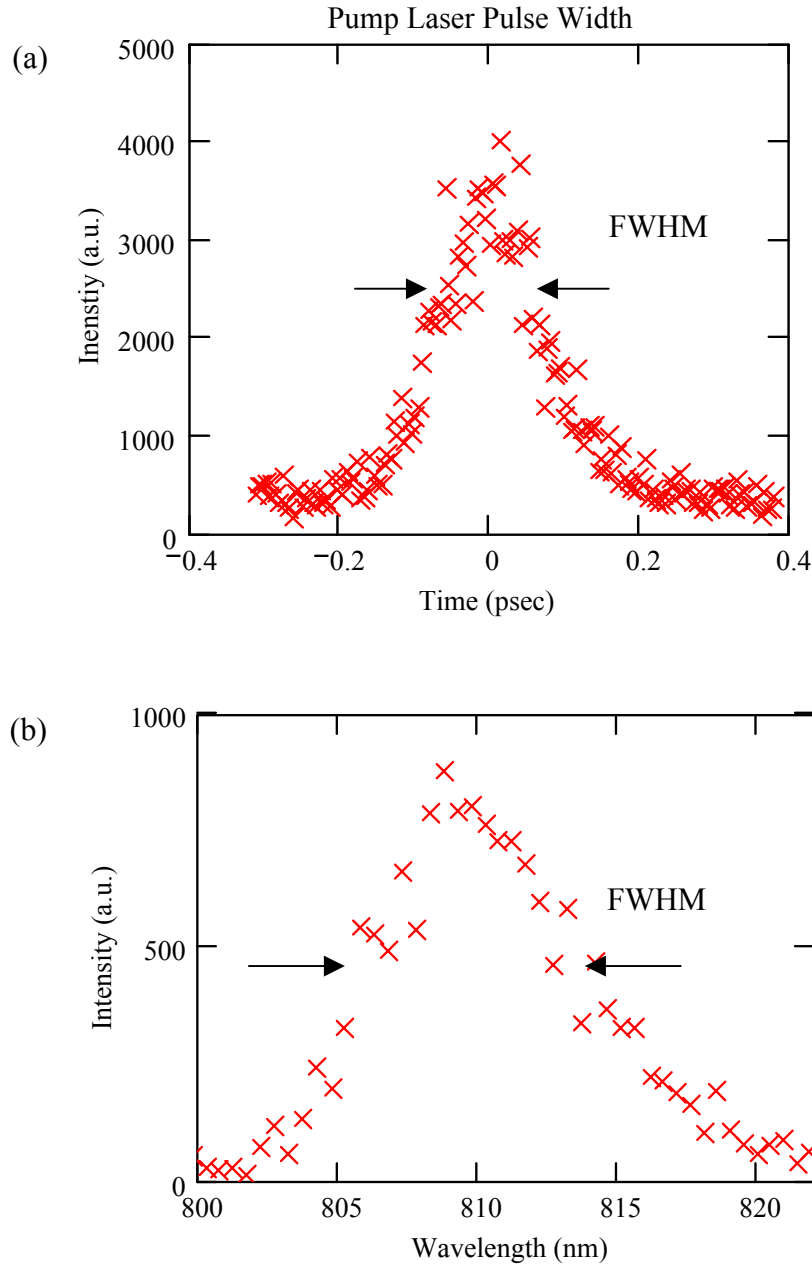 Pump Laser Pulse Width
(a)
5000
4000
3000
2000
1000
0
Inenstiy (a.u.)
FWHM
−0.4
−0.2
0
0.2
0.4
Time (psec)
(b)
1000
500
0
Intensity (a.u.)
FWHM
800
805
810
815
820
Wavelength (nm)